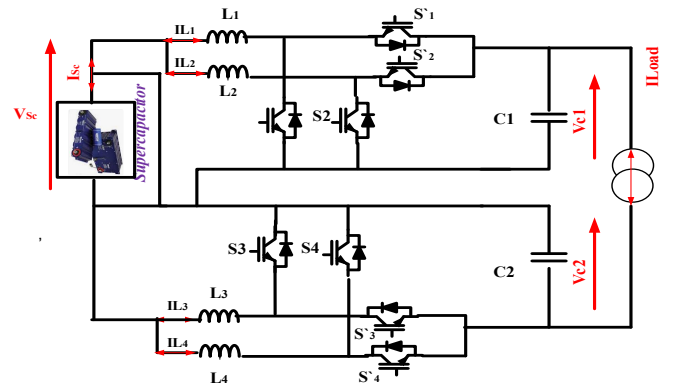 L1
S`1
IL1
IL2
S`2
L2
Isc
VSc
Supercapacitor
S2
C1
Vc1
ILoad
,
S3
S4
C2
Vc2
L3
IL3
S`3
IL4
L4
S`4